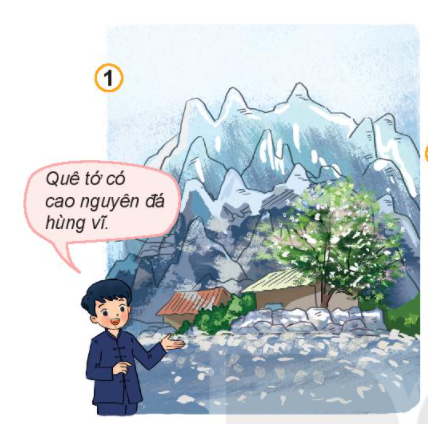 1
Quê tớ có
cao nguyên đá
hùng vĩ.